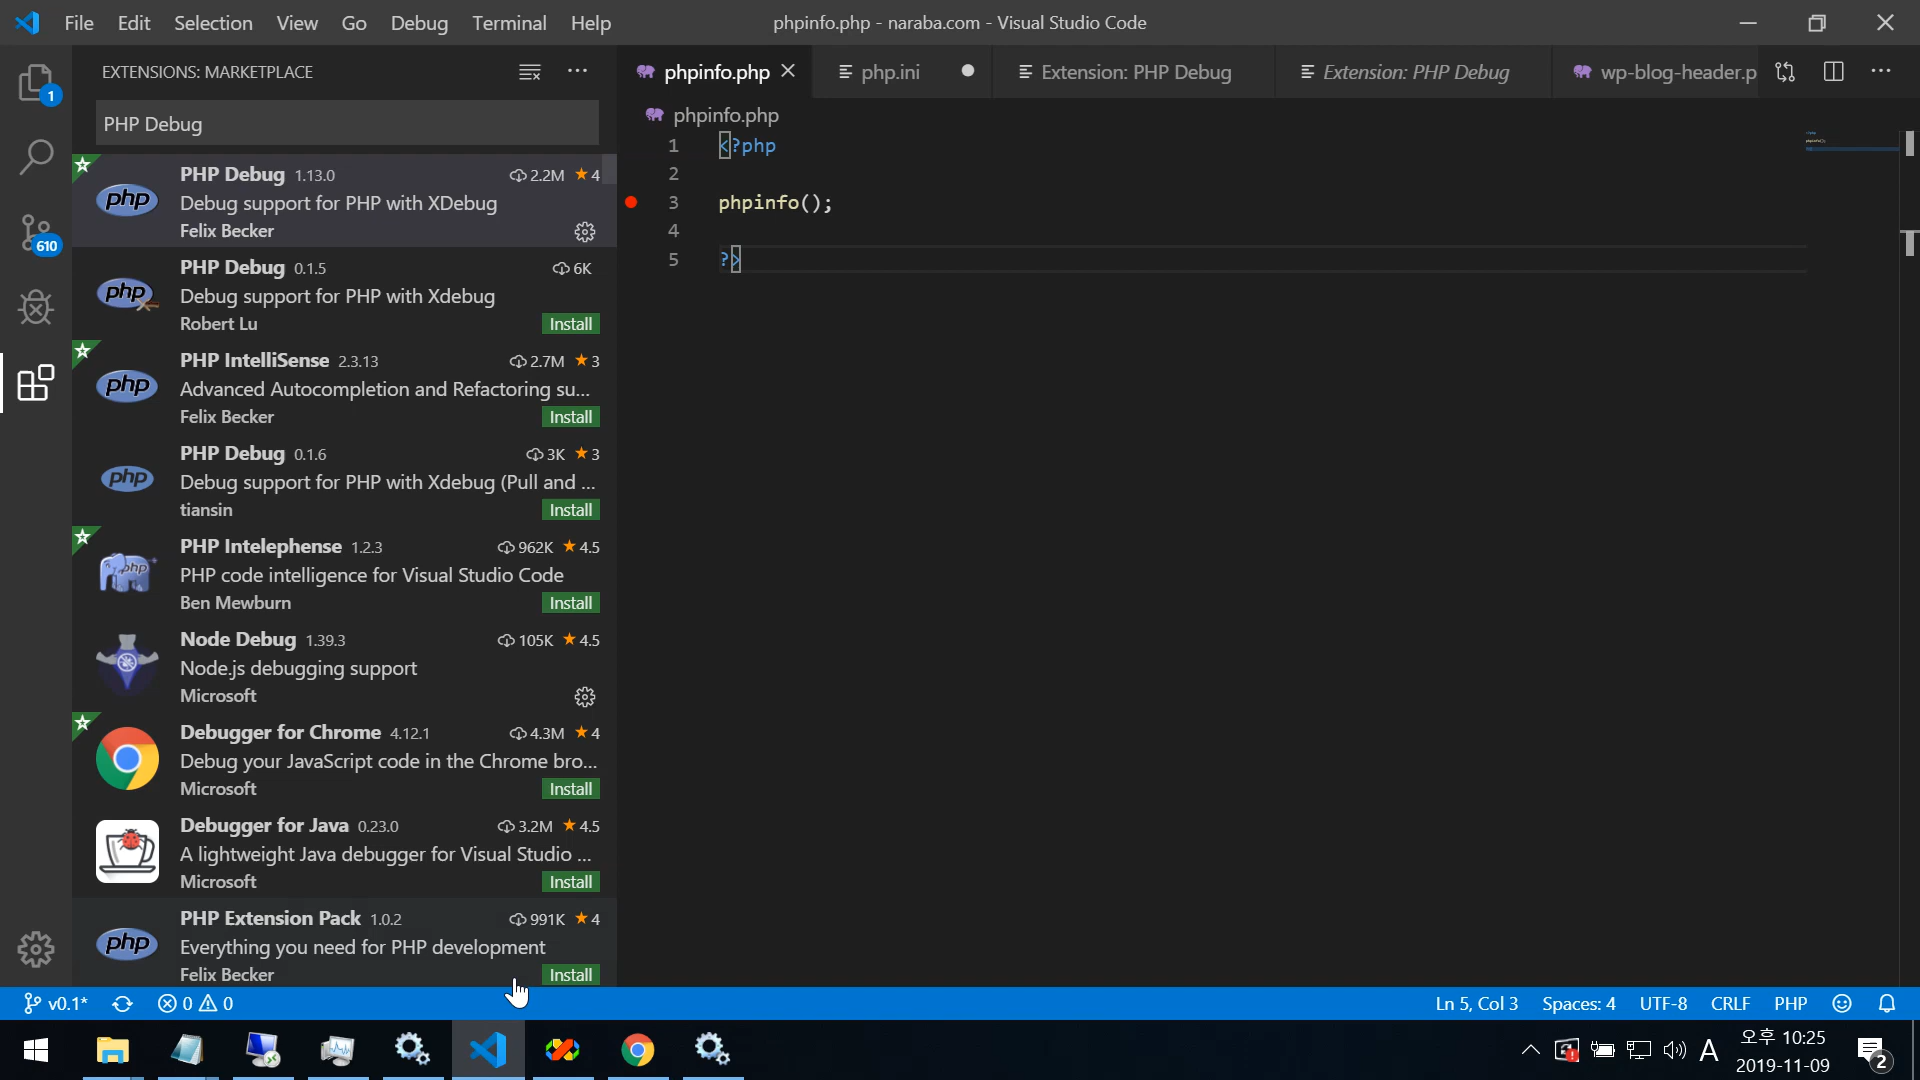 File Edit Selection View Go Debug Terminal Help
phpinfo.php - naraba.com - Visual Studio Code
1
610
EXTENSIONS: MARKETPLACE
PHP Debug
PHP Debug 1.13.0 2.2M ★ 4
php
Debug support for PHP with XDebug
Felix Becker
PHP Debug 0.1.5 6K
php
Debug support for PHP with Xdebug
Robert Lu Install
PHP IntelliSense 2.3.13 2.7M ★ 3
php
Advanced Autocompletion and Refactoring su...
Felix Becker Install
PHP Debug 0.1.6 3K ★ 3
php
Debug support for PHP with Xdebug (Pull and ...
tiansin Install
PHP Intelephense 1.2.3 962K ★ 4.5
php
PHP code intelligence for Visual Studio Code
Ben Mewburn Install
Node Debug 1.39.3 105K ★ 4.5
Node.js debugging support
Microsoft
Debugger for Chrome 4.12.1 4.3M ★ 4
Debug your JavaScript code in the Chrome bro...
Microsoft Install
Debugger for Java 0.23.0 3.2M ★ 4.5
A lightweight Java debugger for Visual Studio ...
Microsoft Install
PHP Extension Pack 1.0.2 991K ★ 4
php
Everything you need for PHP development
Felix Becker Install
phpinfo.php php.ini Extension: PHP Debug Extension: PHP Debug wp-blog-header.p
phpinfo.php
1 <?php
2
3 phpinfo();
4
5 ?>
v0.1* 0 0
Ln 5, Col 3 Spaces: 4 UTF-8 CRLF PHP
A
오후 10:25
2019-11-09
2